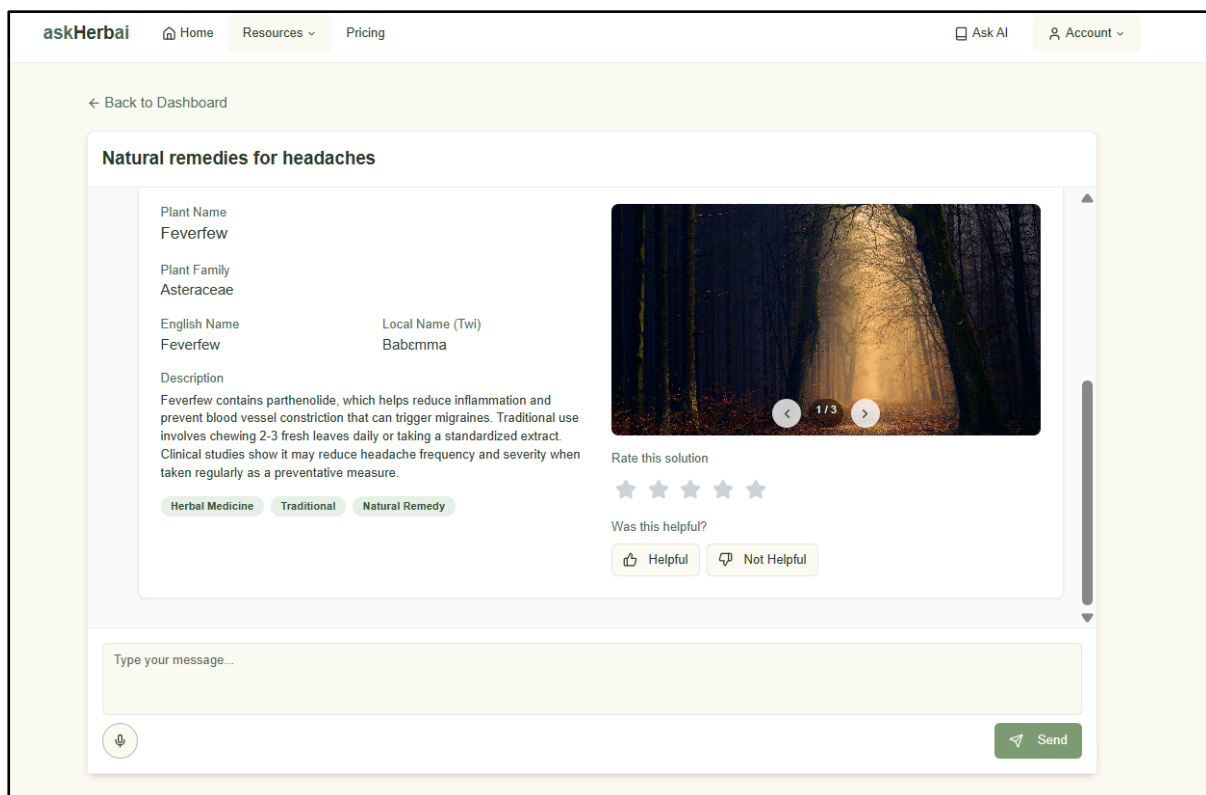 askHerbai Home Resources Pricing Ask AI Account
← Back to Dashboard
Natural remedies for headaches
Plant Name
Feverfew
Plant Family
Asteraceae
English Name Local Name (Twi)
Feverfew Babɛmma
Description
Feverfew contains parthenolide, which helps reduce inflammation and
prevent blood vessel constriction that can trigger migraines. Traditional use
involves chewing 2-3 fresh leaves daily or taking a standardized extract.
Clinical studies show it may reduce headache frequency and severity when
taken regularly as a preventative measure.
Herbal Medicine Traditional Natural Remedy
1 / 3
Rate this solution
Was this helpful?
Helpful Not Helpful
Type your message...
Send